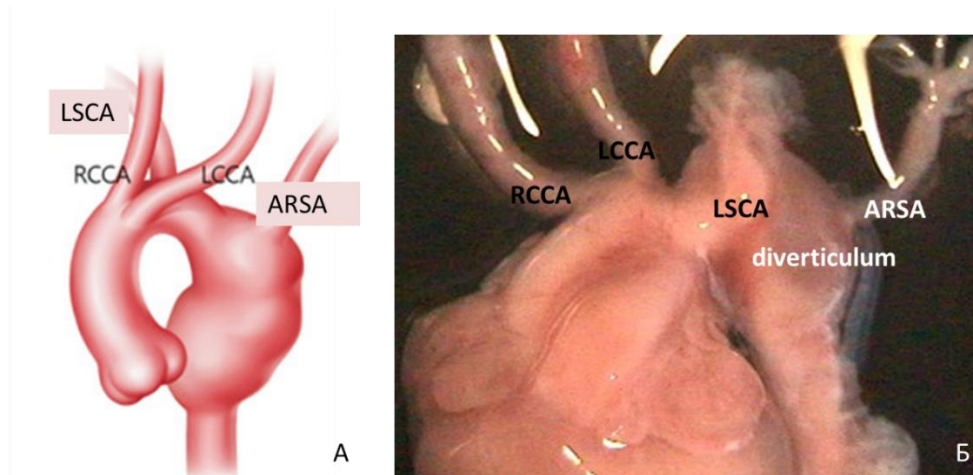 LSCA
RCCA
LCCA
ARSA
А
LCCA
RCCA
LSCA
ARSA
diverticulum
Б